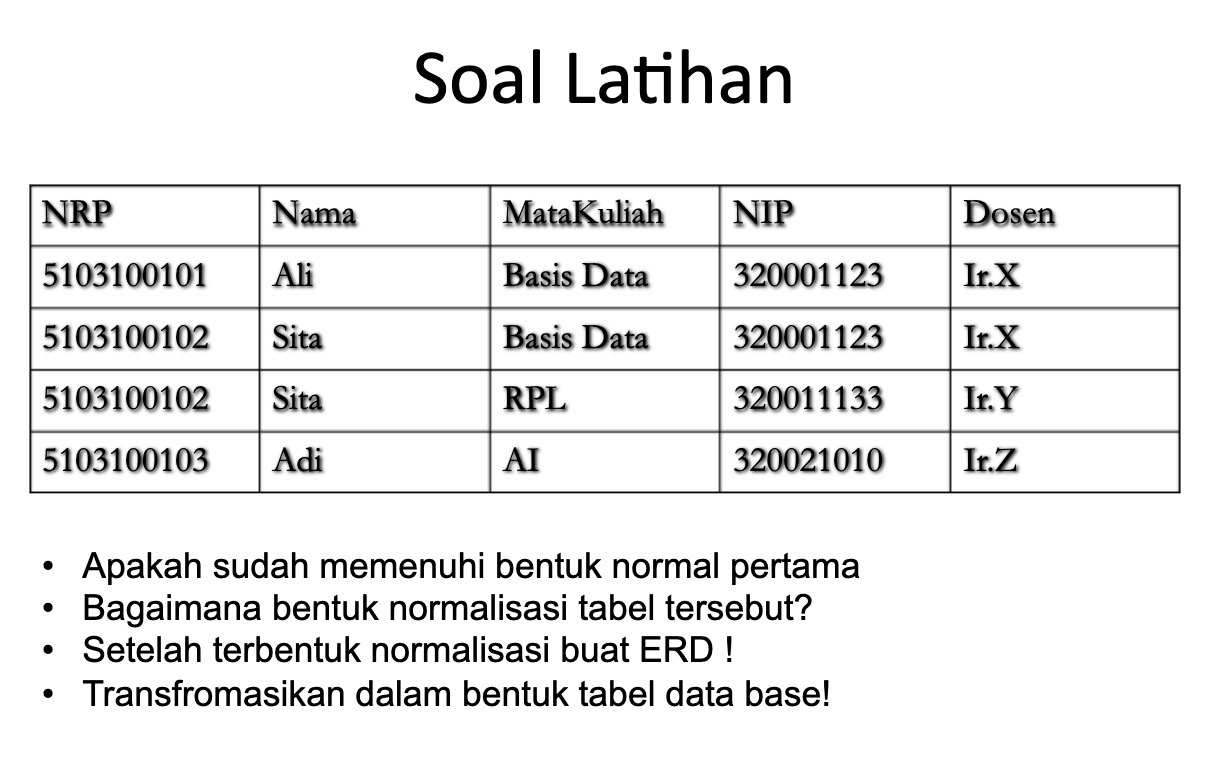 Soal Latihan
NRP Nama MataKuliah NIP Dosen
5103100101 Ali Basis Data 320001123 Ir.X
5103100102 Sita Basis Data 320001123 Ir.X
5103100102 Sita RPL 320011133 Ir.Y
5103100103 Adi AI 320021010 Ir.Z
• Apakah sudah memenuhi bentuk normal pertama
• Bagaimana bentuk normalisasi tabel tersebut?
• Setelah terbentuk normalisasi buat ERD !
• Transfromasikan dalam bentuk tabel data base!